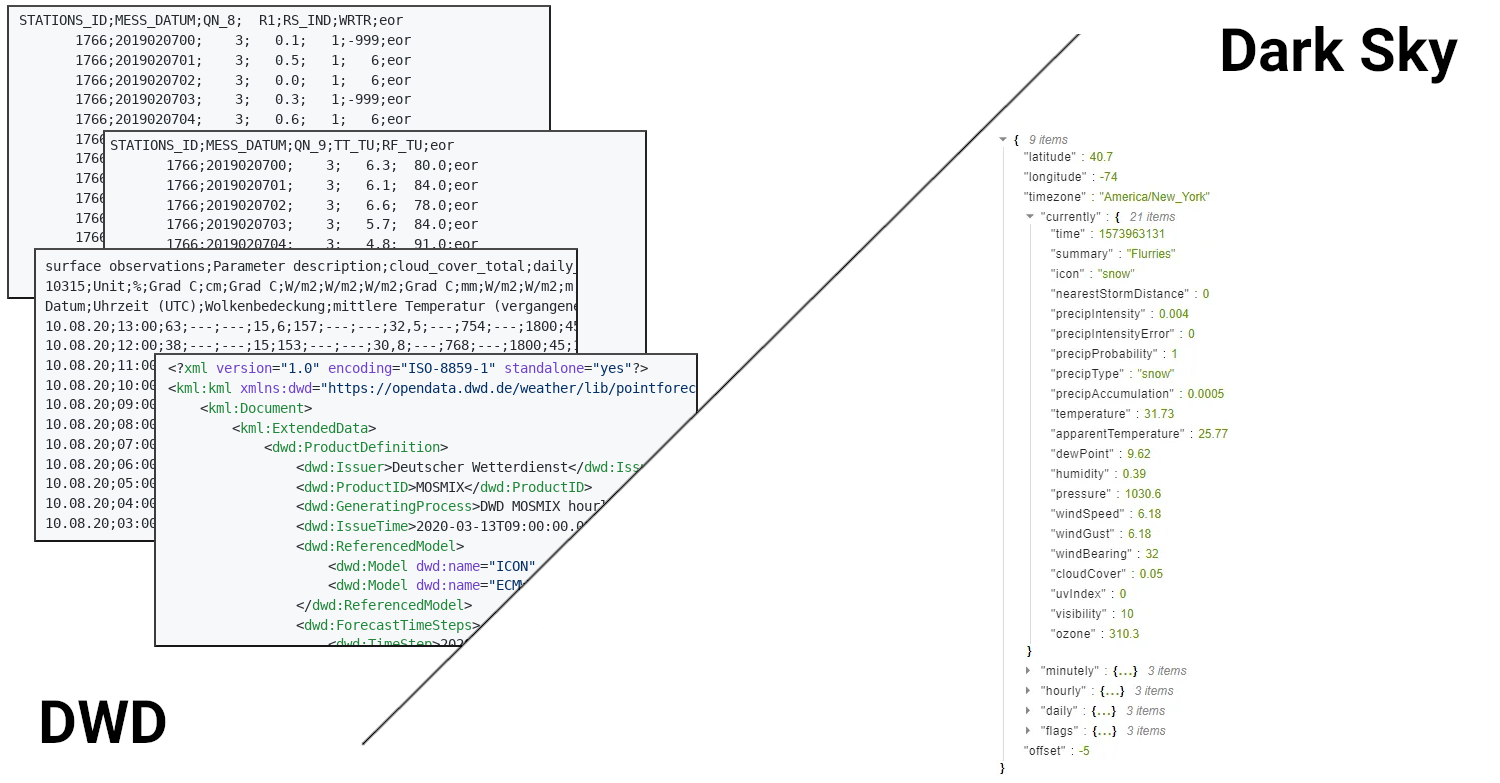 STATIONS_ID;MESS_DATUM;QN_8;  R1;RS_IND;WRTR;eor
1766;2019020700;    3;   0.1;   1;-999;eor
1766;2019020701;    3;   0.5;   1;   6;eor
1766;2019020702;    3;   0.0;   1;   6;eor
1766;2019020703;    3;   0.3;   1;-999;eor
1766;2019020704;    3;   0.6;   1;   6;eor
1766
1766
1766
1766
1766
1766
STATIONS_ID;MESS_DATUM;QN_9;TT_TU;RF_TU;eor
1766;2019020700;    3;   6.3;  80.0;eor
1766;2019020701;    3;   6.1;  84.0;eor
1766;2019020702;    3;   6.6;  78.0;eor
1766;2019020703;    3;   5.7;  84.0;eor
1766;2019020704;    3;   4.8;  91.0;eor
surface observations;Parameter description;cloud_cover_total;daily_
10315;Unit;%;Grad C;cm;Grad C;W/m2;W/m2;W/m2;Grad C;mm;W/m2;W/m2;m
Datum;Uhrzeit (UTC);Wolkenbedeckung;mittlere Temperatur (vergangene
10.08.20;13:00;63;---;---;15,6;157;---;---;32,5;---;754;---;1800;45
10.08.20;12:00;38;---;---;15;153;---;---;30,8;---;768;---;1800;45;
10.08.20;11:00
10.08.20;10:00
10.08.20;09:00
10.08.20;08:00
10.08.20;07:00
10.08.20;06:00
10.08.20;05:00
10.08.20;04:00
10.08.20;03:00
<?xml version="1.0" encoding="ISO-8859-1" standalone="yes"?>
<kml:kml xmlns:dwd="https://opendata.dwd.de/weather/lib/pointforec
<kml:Document>
<kml:ExtendedData>
<dwd:ProductDefinition>
<dwd:Issuer>Deutscher Wetterdienst</dwd:Iss
<dwd:ProductID>MOSMIX</dwd:ProductID>
<dwd:GeneratingProcess>DWD MOSMIX hourl
<dwd:IssueTime>2020-03-13T09:00:00.0
<dwd:ReferencedModel>
<dwd:Model dwd:name="ICON"
<dwd:Model dwd:name="ECM
</dwd:ReferencedModel>
<dwd:ForecastTimeSteps>
<dwd:TimeStep>202
DWD
Dark Sky
{ 9 items
"latitude" : 40.7
"longitude" : -74
"timezone" : "America/New_York"
"currently" : { 21 items
"time" : 1573963131
"summary" : "Flurries"
"icon" : "snow"
"nearestStormDistance" : 0
"precipIntensity" : 0.004
"precipIntensityError" : 0
"precipProbability" : 1
"precipType" : "snow"
"precipAccumulation" : 0.0005
"temperature" : 31.73
"apparentTemperature" : 25.77
"dewPoint" : 9.62
"humidity" : 0.39
"pressure" : 1030.6
"windSpeed" : 6.18
"windGust" : 6.18
"windBearing" : 32
"cloudCover" : 0.05
"uvIndex" : 0
"visibility" : 10
"ozone" : 310.3
}
"minutely" : {...} 3 items
"hourly" : {...} 3 items
"daily" : {...} 3 items
"flags" : {...} 3 items
"offset" : -5
}